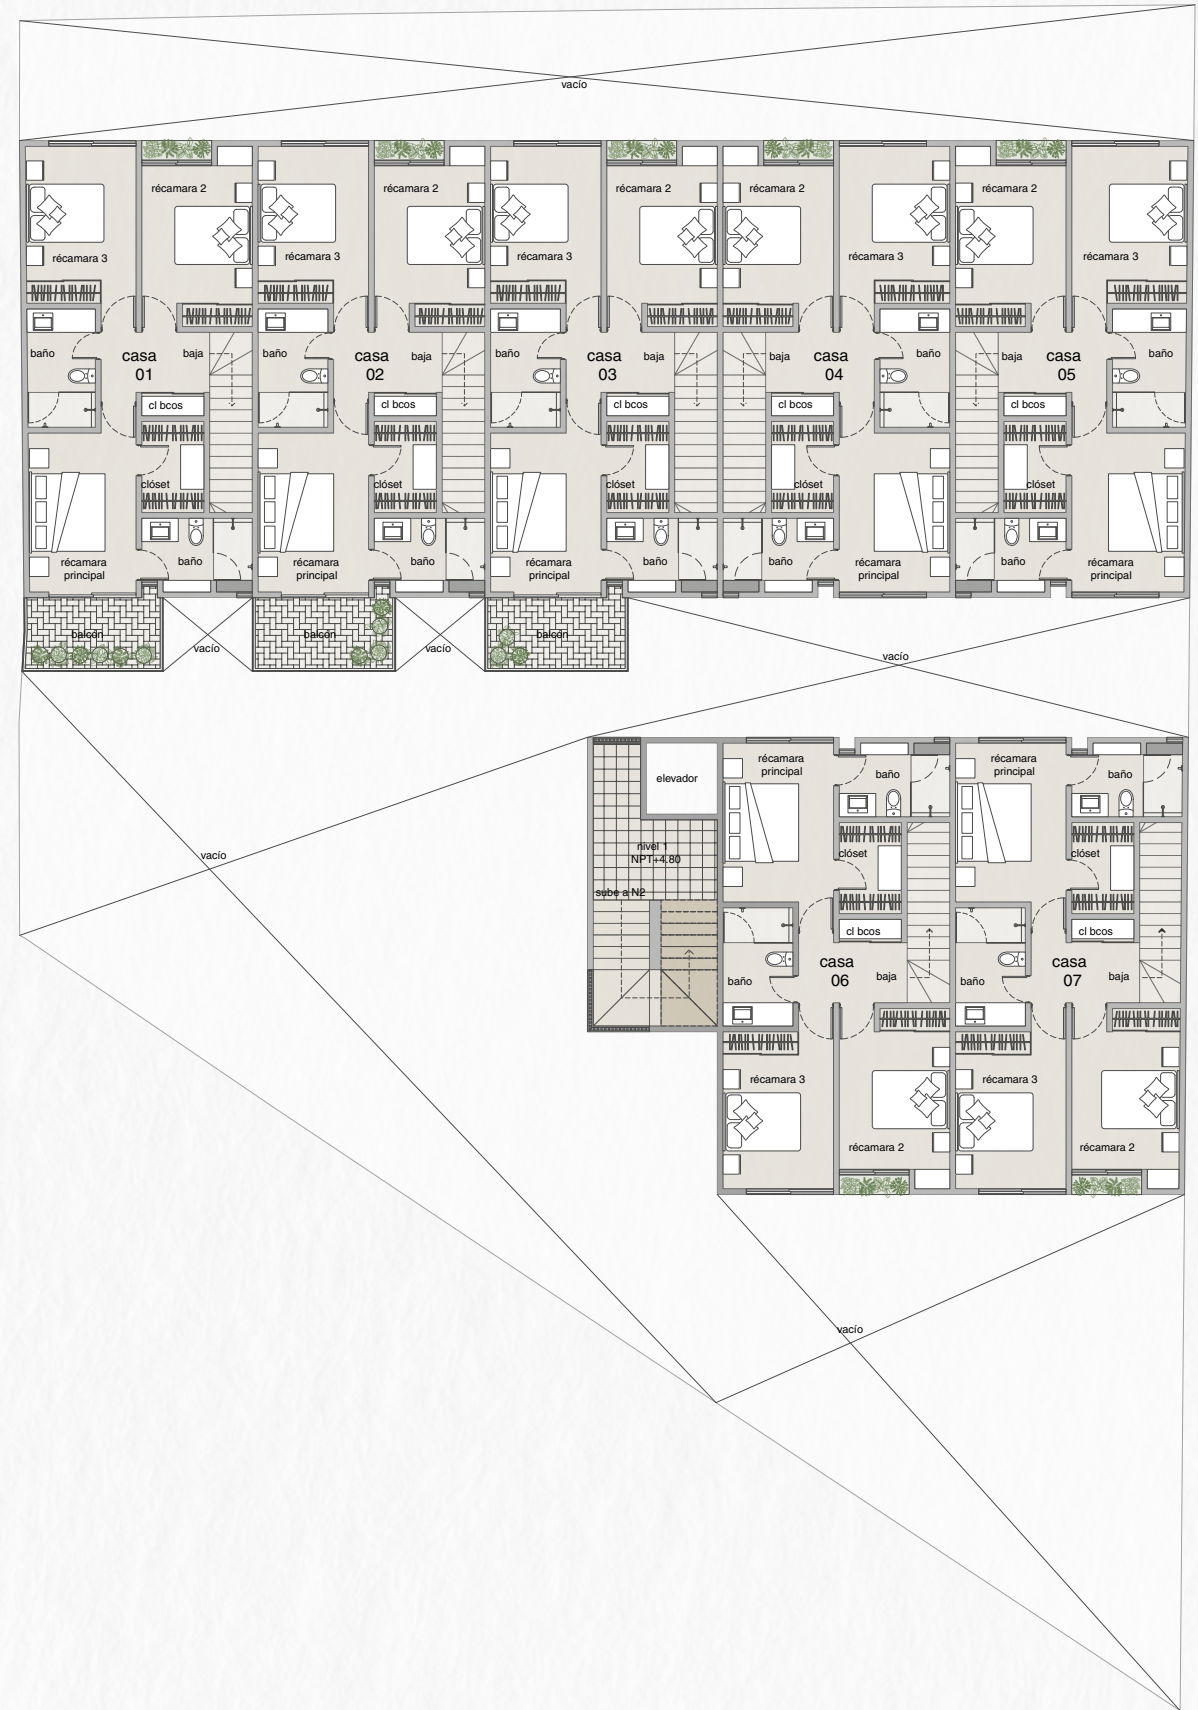 vacío
récamara 2
récamara 2
récamara 2
récamara 2
récamara 2
récamara 3
récamara 3
récamara 3
récamara 3
récamara 3
baño
casa
01
baja
baño
casa
02
baja
baño
casa
03
baja
baja
casa
04
baño
baja
casa
05
baño
cl bcos
cl bcos
cl bcos
cl bcos
cl bcos
clóset
clóset
clóset
clóset
clóset
récamara
principal
baño
récamara
principal
baño
récamara
principal
baño
baño
récamara
principal
baño
récamara
principal
balcón
vacío
balcón
vacío
balcón
vacío
elevador
récamara
principal
baño
récamara
principal
baño
nivel 1
NPT+4.80
vacío
clóset
clóset
sube a N2
cl bcos
cl bcos
baño
casa
06
baja
baño
casa
07
baja
récamara 3
récamara 3
récamara 2
récamara 2
vacío